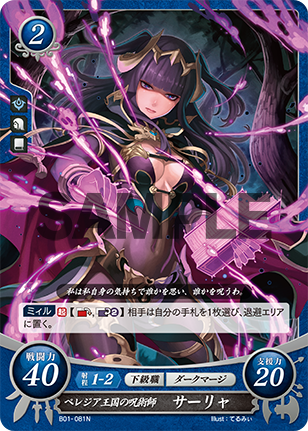 2
SAMPLE
私は私自身の気持ちで誰かを思い、誰かを呪うわ。
ミィル 起 [ 、 2] 相手は自分の手札を1枚選び、退避エリア
に置く。
戦闘力
40
射程 1-2
下級職
ダークマージ
支援力
20
ペレジア王国の呪術師 サーリャ
B01-081N
Illust:てるみぃ